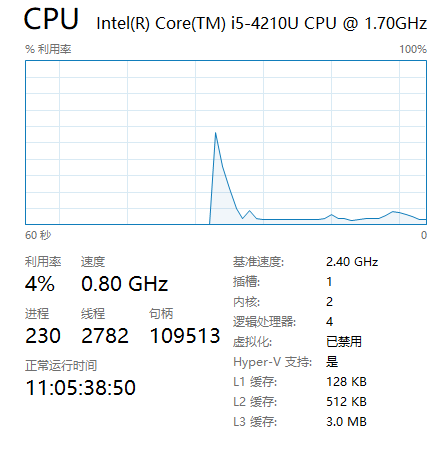 CPU Intel(R) Core(TM) i5-4210U CPU @ 1.70GHz
% 利用率 100%
60 秒 0
利用率 速度
4% 0.80 GHz
进程 线程 句柄
230 2782 109513
正常运行时间
11:05:38:50
基准速度: 2.40 GHz
插槽: 1
内核: 2
逻辑处理器: 4
虚拟化: 已禁用
Hyper-V 支持: 是
L1 缓存: 128 KB
L2 缓存: 512 KB
L3 缓存: 3.0 MB